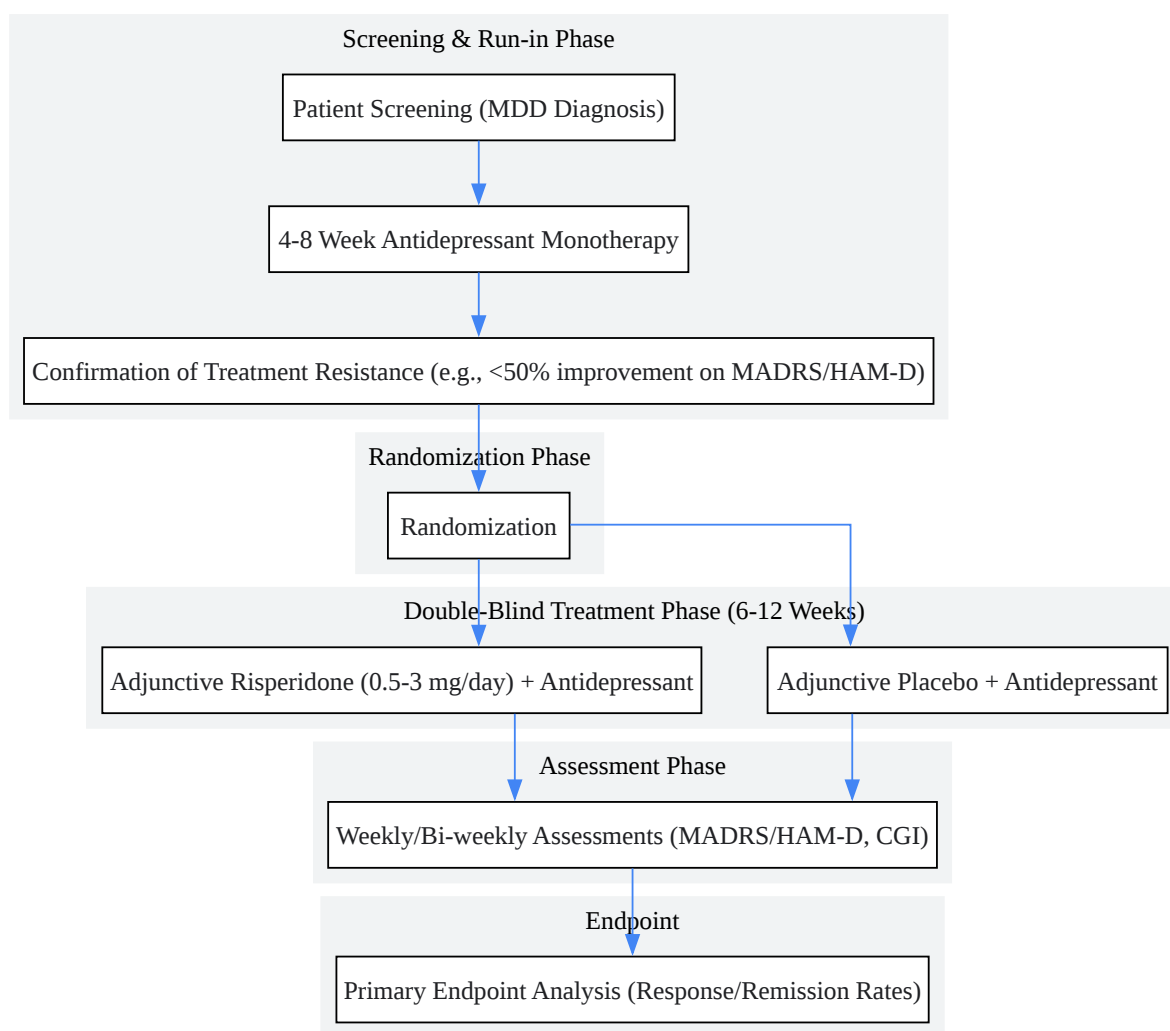 Screening & Run-in Phase
Patient Screening (MDD Diagnosis)
4-8 Week Antidepressant Monotherapy
Confirmation of Treatment Resistance (e.g., <50% improvement on MADRS/HAM-D)
Randomization Phase
Randomization
Double-Blind Treatment Phase (6-12 Weeks)
Adjunctive Risperidone (0.5-3 mg/day) + Antidepressant
Adjunctive Placebo + Antidepressant
Assessment Phase
Weekly/Bi-weekly Assessments (MADRS/HAM-D, CGI)
Endpoint
Primary Endpoint Analysis (Response/Remission Rates)